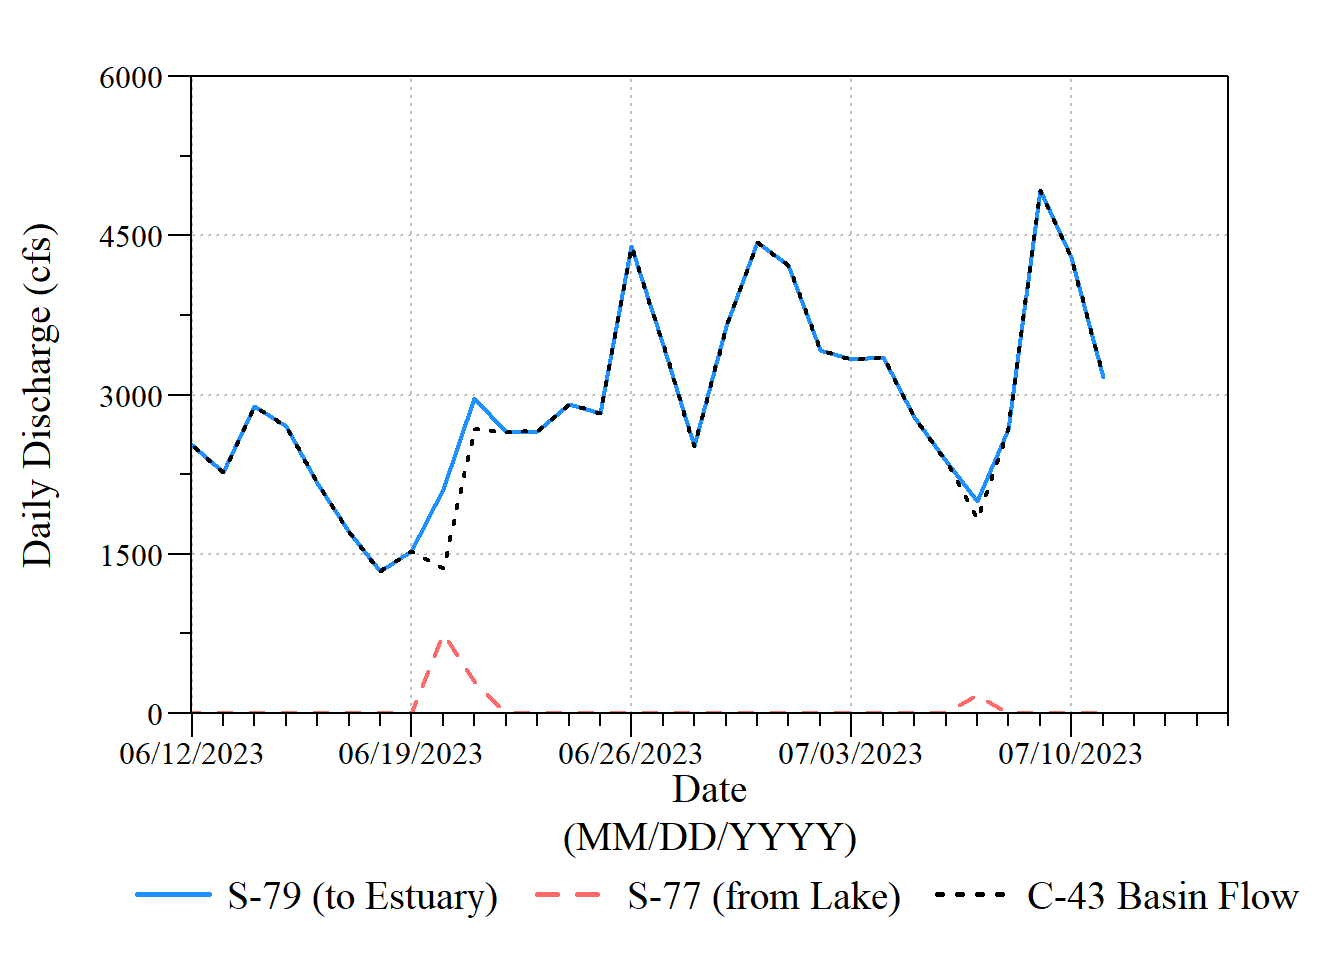 6000
4500
3000
1500
0
Daily Discharge (cfs)
06/12/2023 06/19/2023 06/26/2023 07/03/2023 07/10/2023
Date
(MM/DD/YYYY)
S-79 (to Estuary) S-77 (from Lake) C-43 Basin Flow